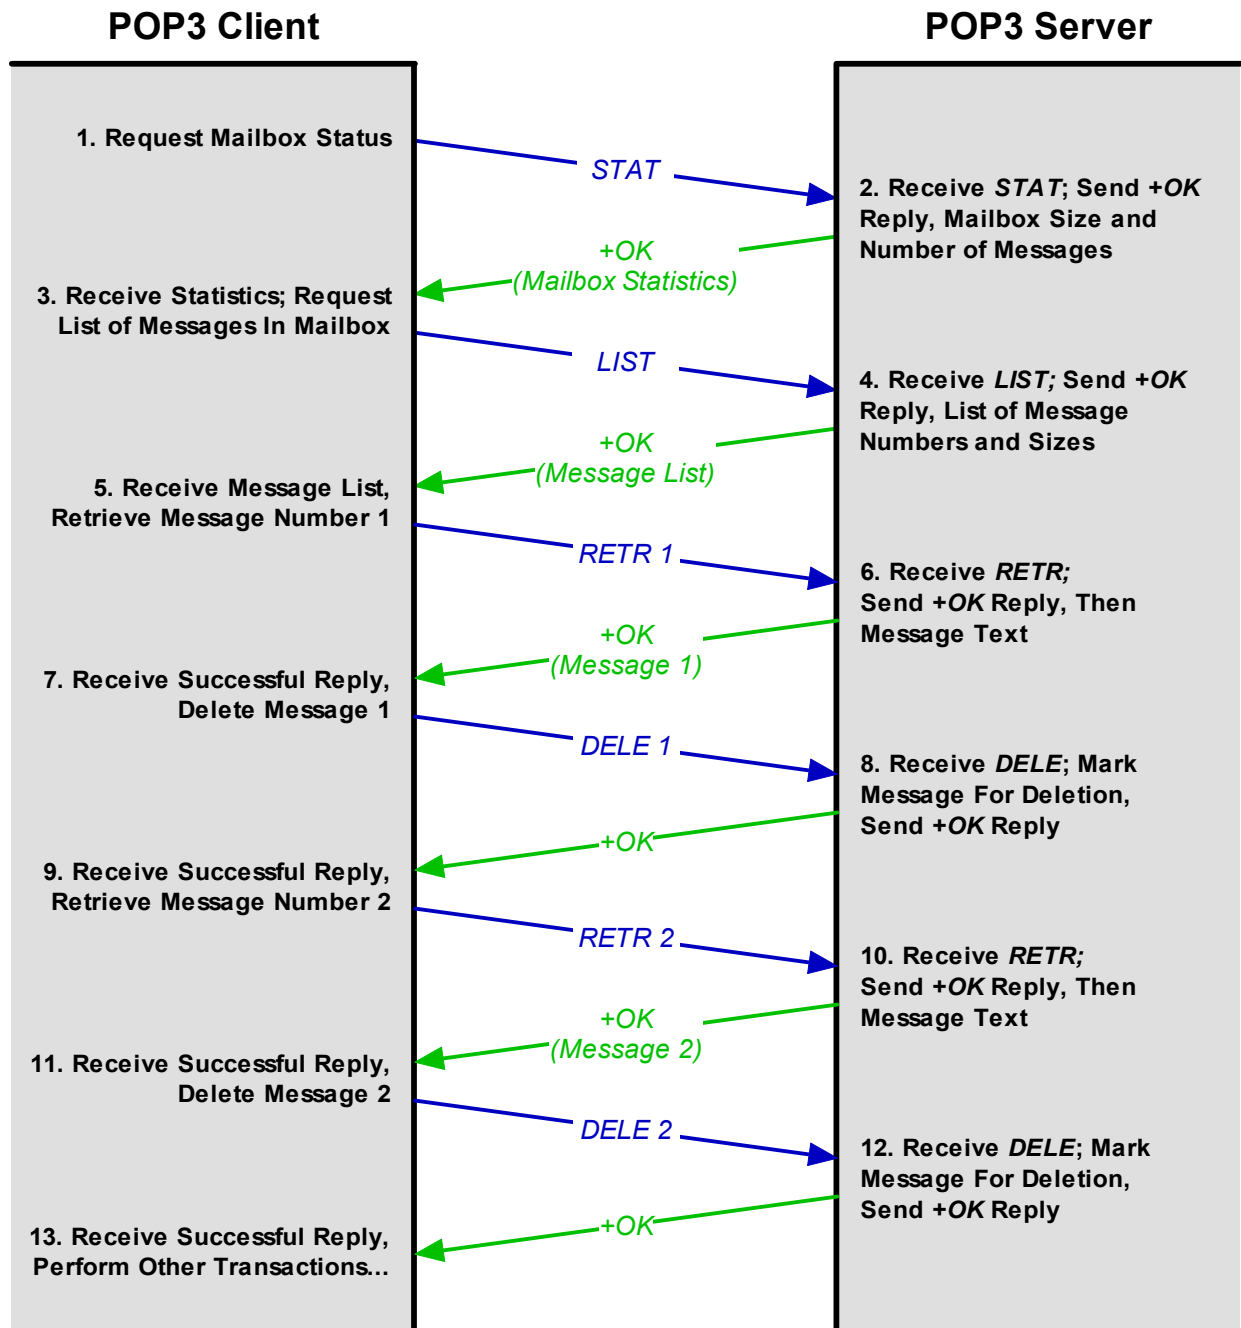 POP3 Client
POP3 Server
1. Request Mailbox Status
STAT
2. Receive STAT; Send +OK
Reply, Mailbox Size and
Number of Messages
+OK
(Mailbox Statistics)
3. Receive Statistics; Request
List of Messages In Mailbox
LIST
4. Receive LIST; Send +OK
Reply, List of Message
Numbers and Sizes
+OK
(Message List)
5. Receive Message List,
Retrieve Message Number 1
RETR 1
6. Receive RETR;
Send +OK Reply, Then
Message Text
+OK
(Message 1)
7. Receive Successful Reply,
Delete Message 1
DELE 1
8. Receive DELE; Mark
Message For Deletion,
Send +OK Reply
+OK
9. Receive Successful Reply,
Retrieve Message Number 2
RETR 2
10. Receive RETR;
Send +OK Reply, Then
Message Text
+OK
(Message 2)
11. Receive Successful Reply,
Delete Message 2
DELE 2
12. Receive DELE; Mark
Message For Deletion,
Send +OK Reply
+OK
13. Receive Successful Reply,
Perform Other Transactions...